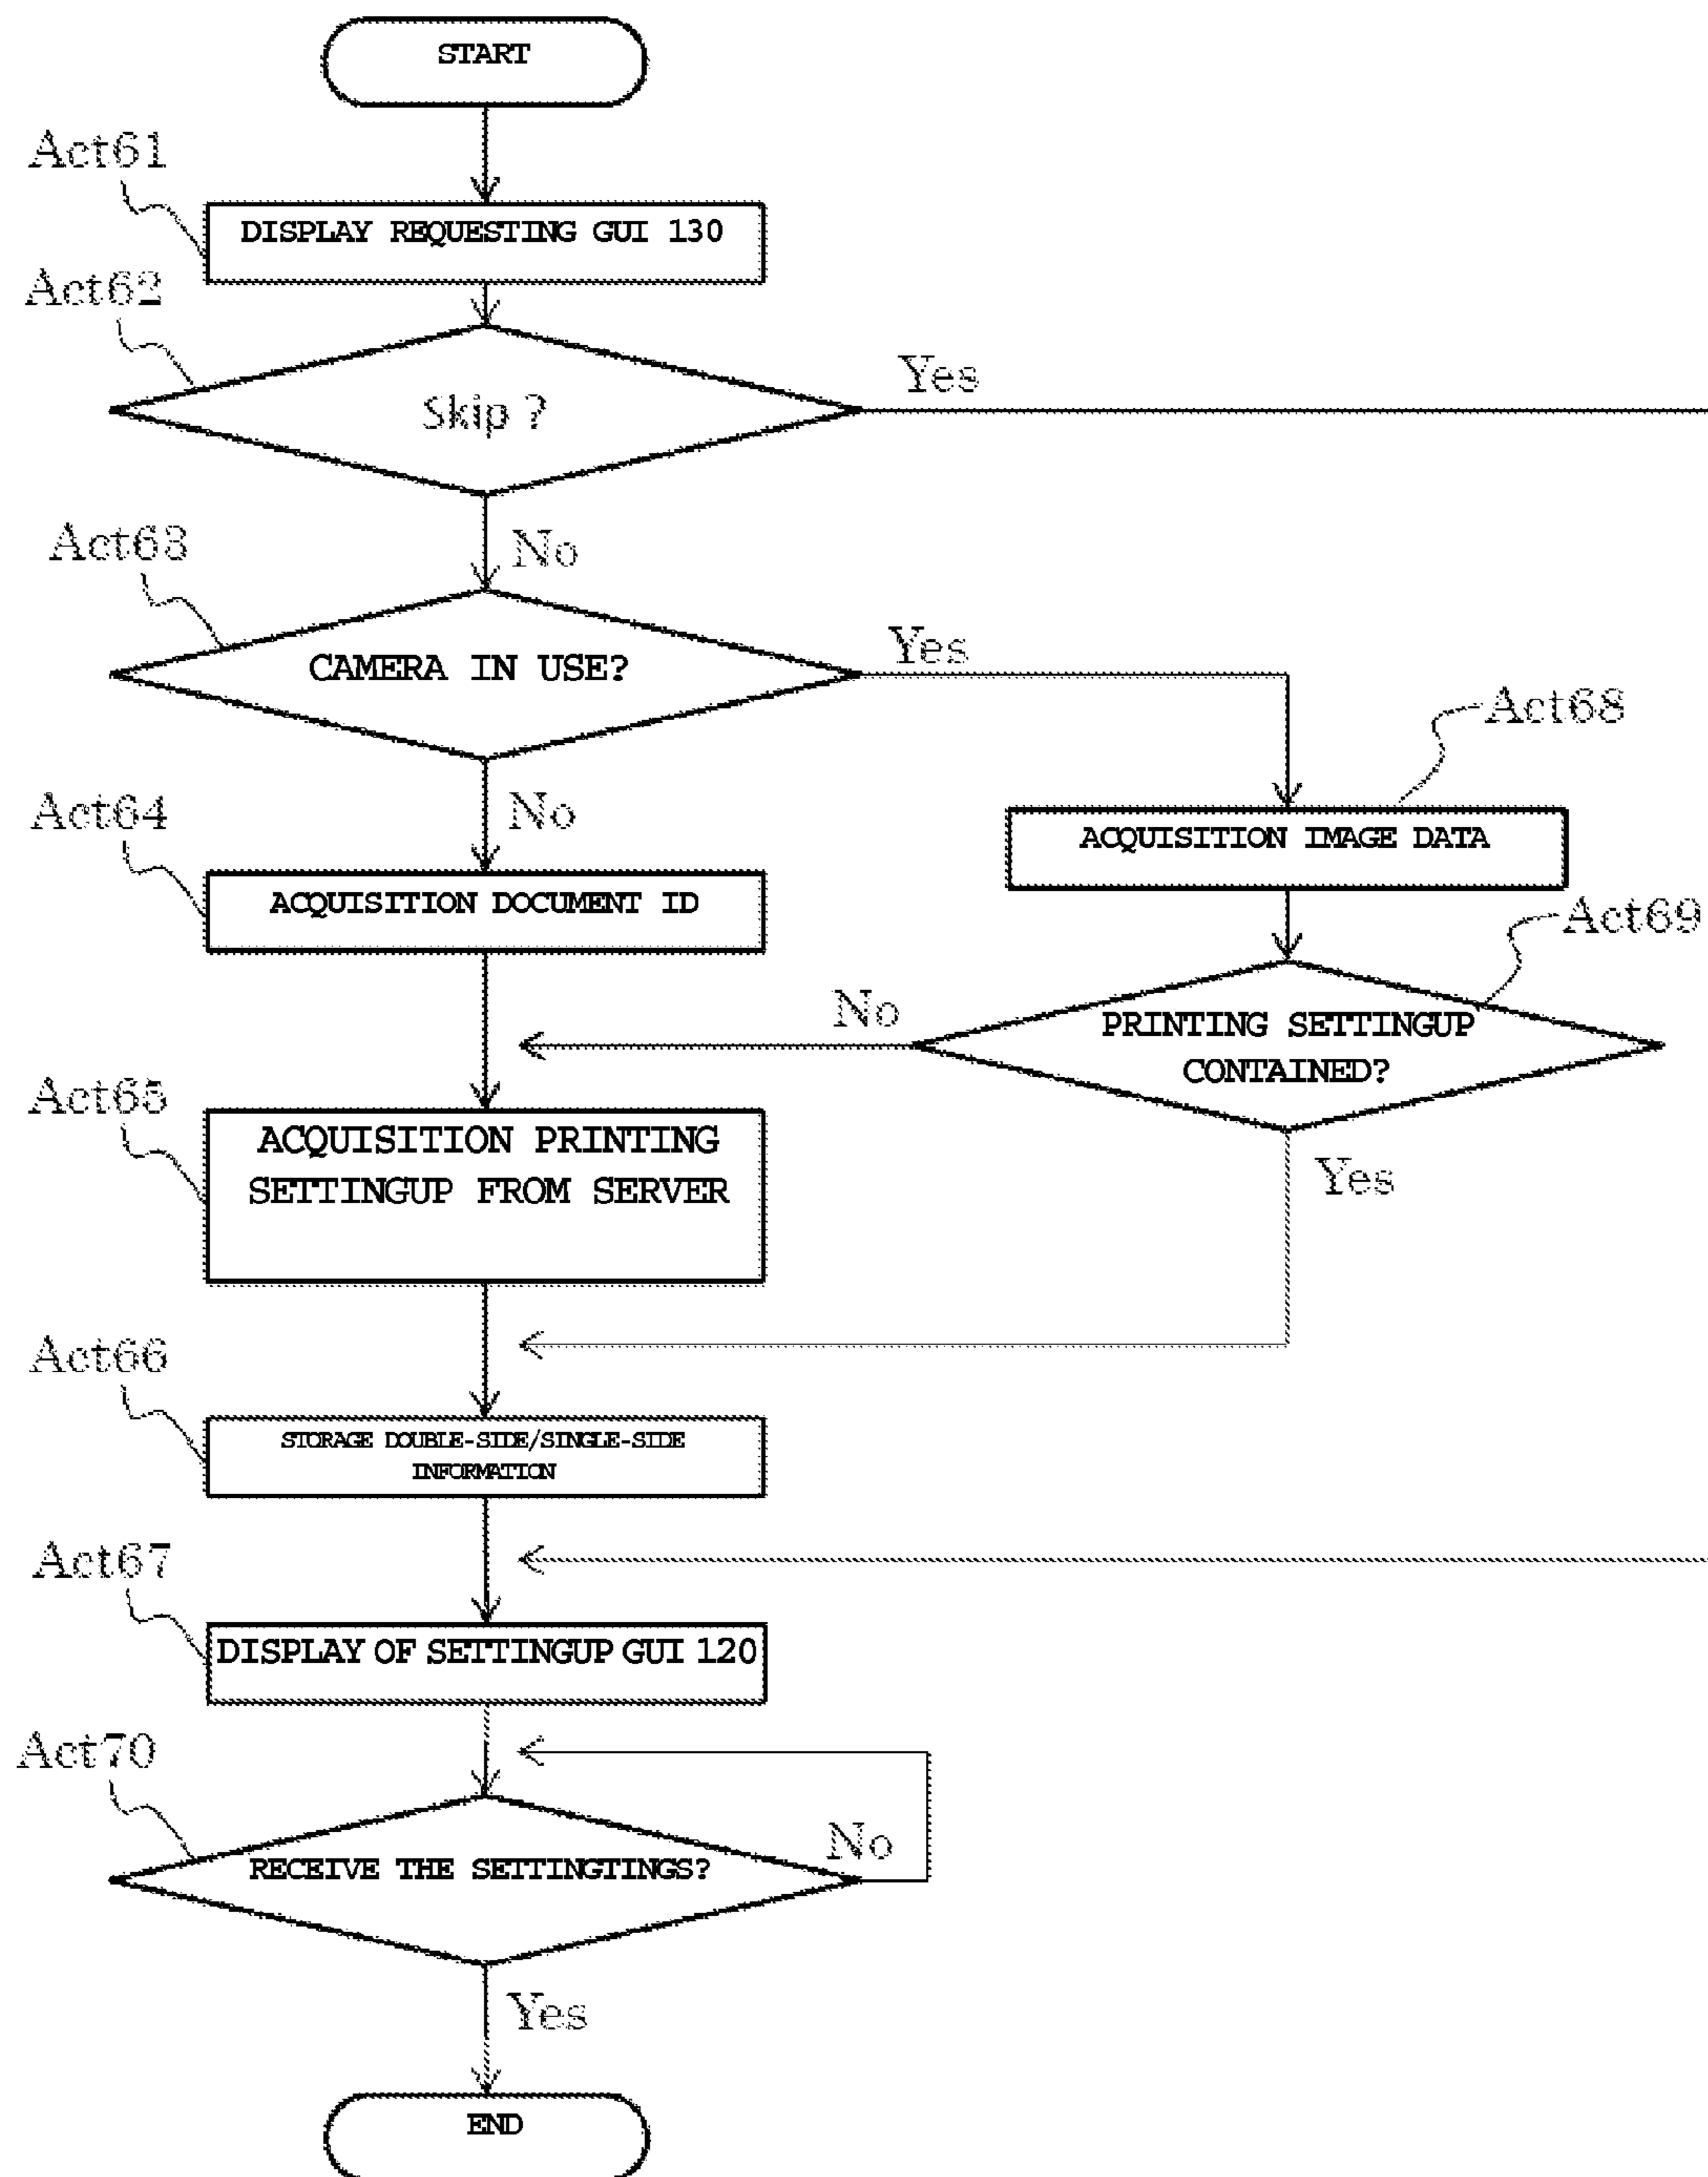 START
Act61
DISPLAY REQUESTING GUI 130
Act62
Skip ?
Yes
No
Act63
CAMERA IN USE?
Yes
Act68
No
Act64
ACQUISITION IMAGE DATA
ACQUISITION DOCUMENT ID
Act69
No
PRINTING SETTINGUP
CONTAINED?
Act65
ACQUISITION PRINTING
SETTINGUP FROM SERVER
Yes
Act66
STORAGE DOUBLE-SIDE/SINGLE-SIDE
INFORMATION
Act67
DISPLAY OF SETTINGUP GUI 120
Act70
No
RECEIVE THE SETTINGTINGS?
Yes
END